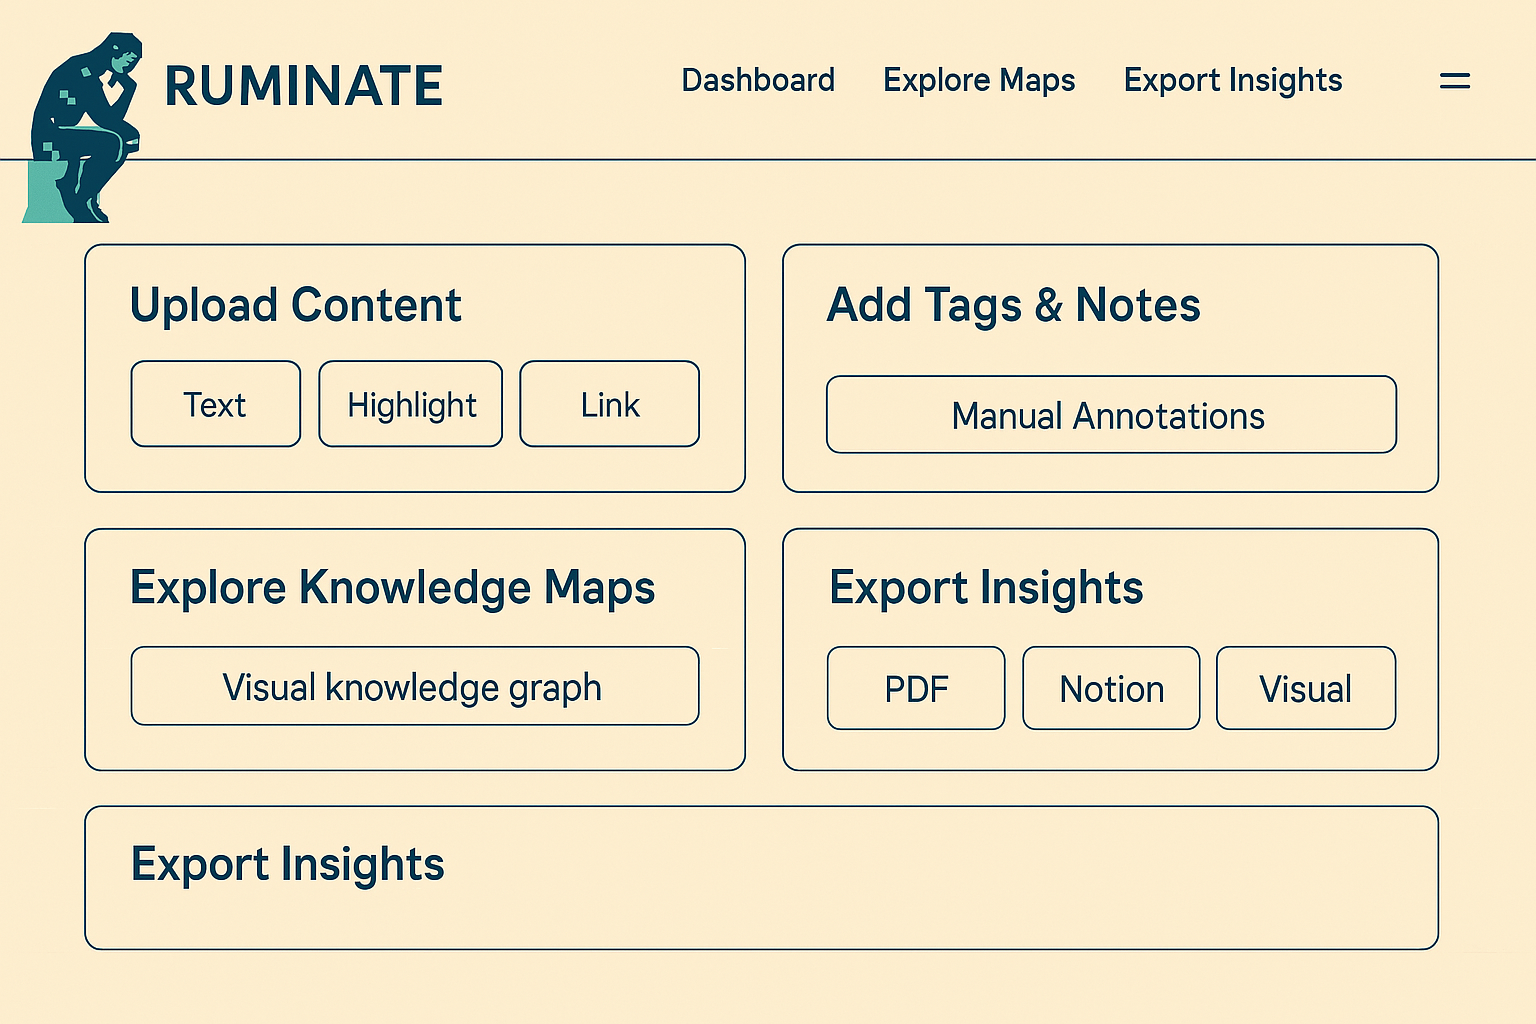 RUMINATE
Dashboard Explore Maps Export Insights
Upload Content
Text Highlight Link
Add Tags & Notes
Manual Annotations
Explore Knowledge Maps
Visual knowledge graph
Export Insights
PDF Notion Visual
Export Insights